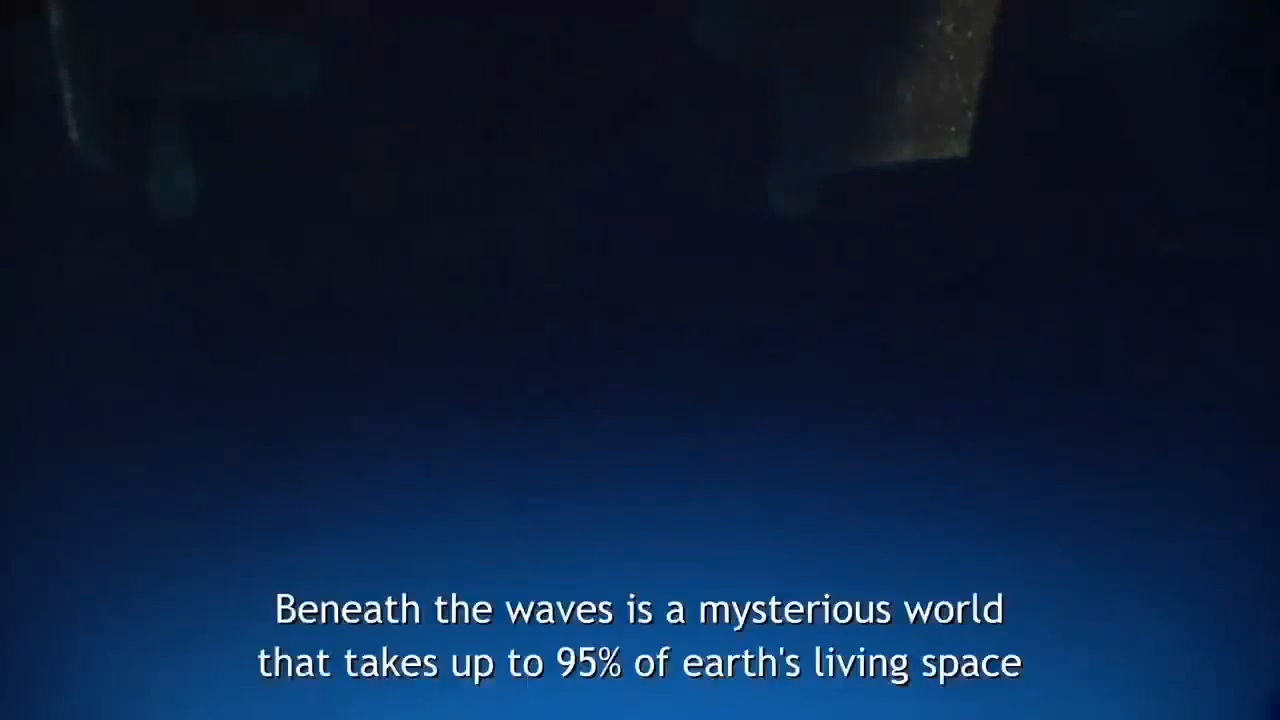 Beneath the waves is a mysterious world
that takes up to 95% of earth's living space